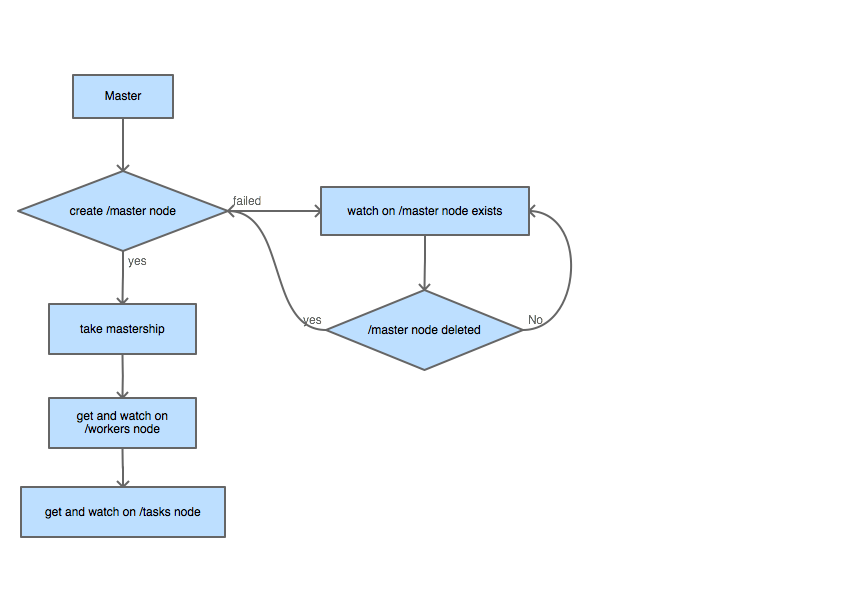 Master
failed
create /master node
watch on /master node exists
yes
take mastership
yes
/master node deleted
No
get and watch on
/workers node
get and watch on /tasks node